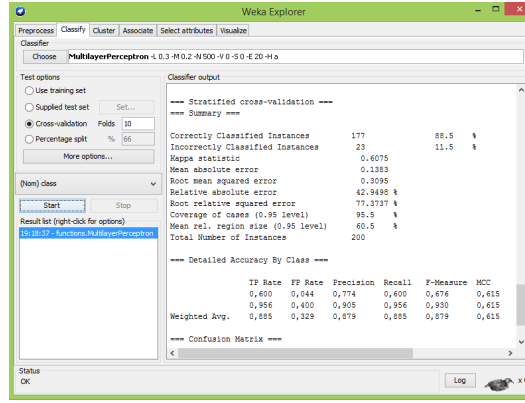 Weka Explorer
Preprocess Classify Cluster Associate Select attributes Visualize
Classifier
Choose MultilayerPerceptron -L 0.3 -M 0.2 -N 500 -V 0 -S 0 -E 20 -H a
Test options
Use training set
Supplied test set Set...
Cross-validation Folds 10
Percentage split % 66
More options...
(Nom) class
Start Stop
Result list (right-click for options)
19:18:37 - functions.MultilayerPerceptron
Classifier output
=== Stratified cross-validation ===
=== Summary ===
Correctly Classified Instances 177 88.5 %
Incorrectly Classified Instances 23 11.5 %
Kappa statistic 0.6075
Mean absolute error 0.1383
Root mean squared error 0.3095
Relative absolute error 42.9498 %
Root relative squared error 77.3737 %
Coverage of cases (0.95 level) 95.5 %
Mean rel. region size (0.95 level) 60.5 %
Total Number of Instances 200
=== Detailed Accuracy By Class ===
TP Rate FP Rate Precision Recall F-Measure MCC
0,600 0,044 0,774 0,600 0,676 0,615
0,956 0,400 0,905 0,956 0,930 0,615
Weighted Avg. 0,885 0,329 0,879 0,885 0,879 0,615
=== Confusion Matrix ===
Status
OK
Log
x